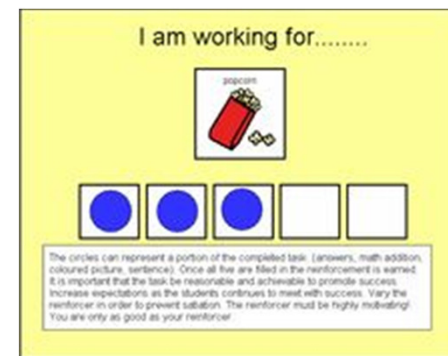 I am working for........
popcorn
The circles can represent a portion of the completed task (answers, math addition,
coloured picture, sentence). Once all five are filled in the reinforcement is earned.
It is important that the task be reasonable and achievable to promote success.
Increase expectations as the students continues to meet with success. Vary the
reinforcer in order to prevent satiation. The reinforcer must be highly motivating!
You are only as good as your reinforcer.